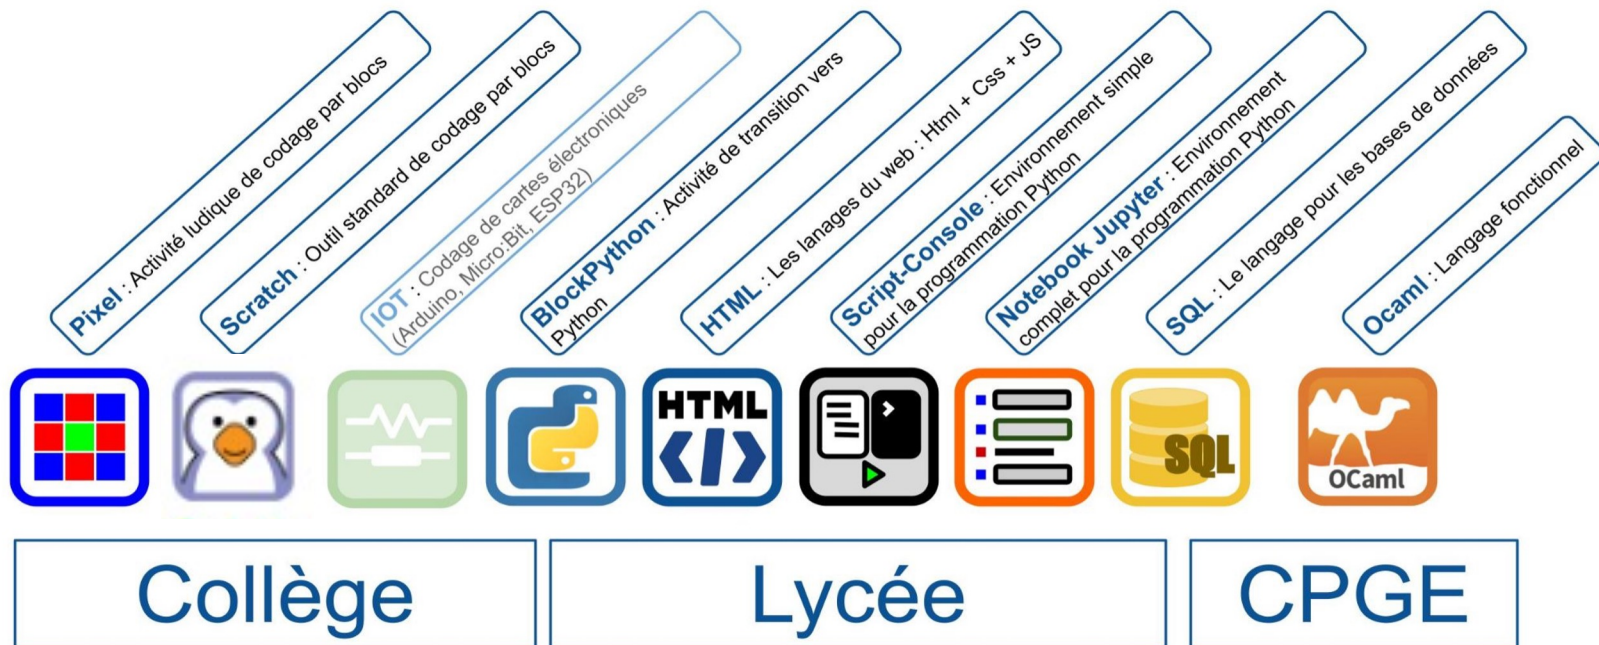 Pixel : Activité ludique de codage par blocs
Scratch : Outil standard de codage par blocs
IOT : Codage de cartes électroniques
(Arduino, Micro:Bit, ESP32)
BlockPython : Activité de transition vers
Python
HTML : Les lanages du web : Html + Css + JS
Script-Console : Environnement simple
pour la programmation Python
Notebook Jupyter : Environnement
complet pour la programmation Python
SQL : Le langage pour les bases de données
Ocaml : Langage fonctionnel
HTML
</>
SQL
OCaml
Collège
Lycée
CPGE